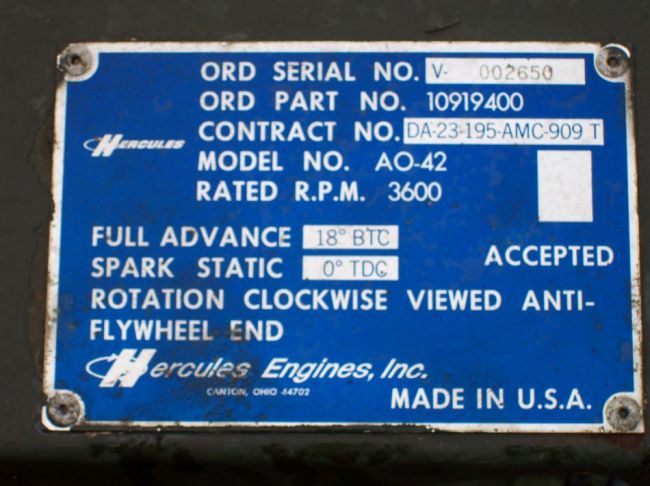 ORD SERIAL NO. V- 002650
ORD PART NO. 10919400
CONTRACT NO. DA-23-195-AMC-909 T
HERCULES
MODEL NO. AO-42
RATED R.P.M. 3600
FULL ADVANCE 18° BTC
SPARK STATIC 0° TDC
ACCEPTED
ROTATION CLOCKWISE VIEWED ANTI-
FLYWHEEL END
Hercules Engines, Inc.
CANTON, OHIO 44702
MADE IN U.S.A.